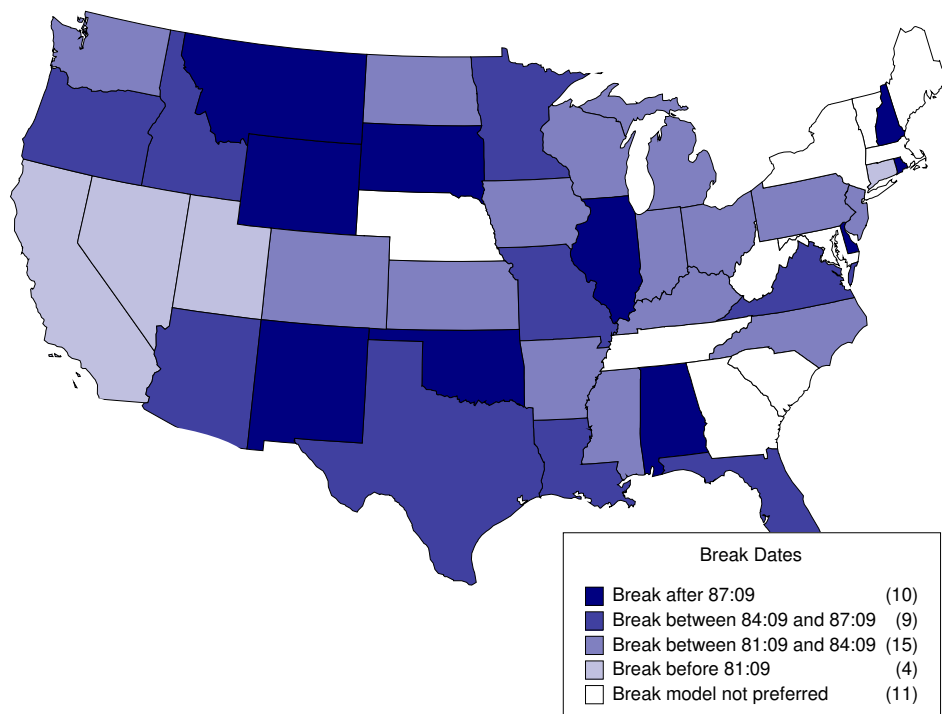 Break Dates
Break after 87:09 (10)
Break between 84:09 and 87:09 (9)
Break between 81:09 and 84:09 (15)
Break before 81:09 (4)
Break model not preferred (11)